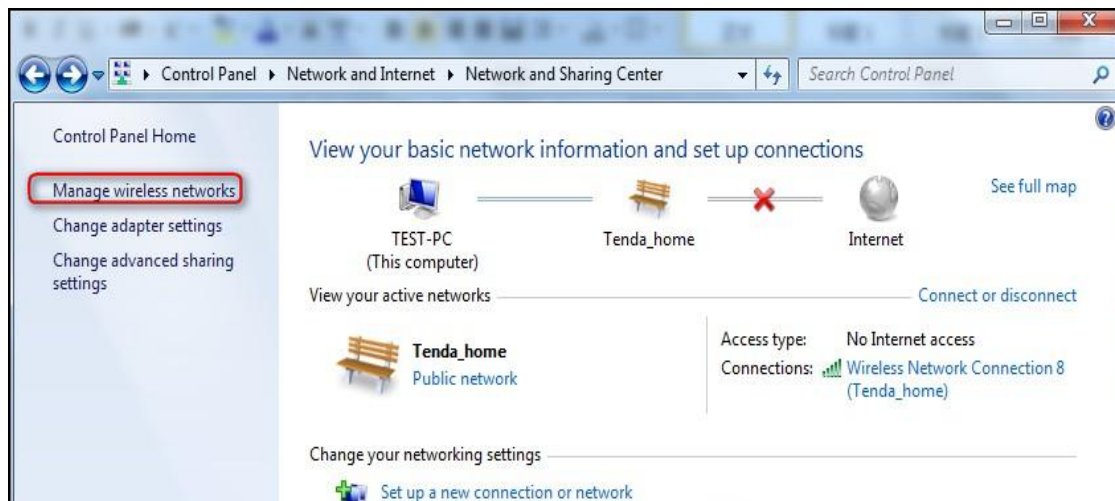 Control Panel ▸ Network and Internet ▸ Network and Sharing Center
Search Control Panel
Control Panel Home
Manage wireless networks
Change adapter settings
Change advanced sharing
settings
View your basic network information and set up connections
See full map
TEST-PC
(This computer)
Tenda_home
Internet
View your active networks
Connect or disconnect
Tenda_home
Public network
Access type: No Internet access
Connections: Wireless Network Connection 8
(Tenda_home)
Change your networking settings
Set up a new connection or network